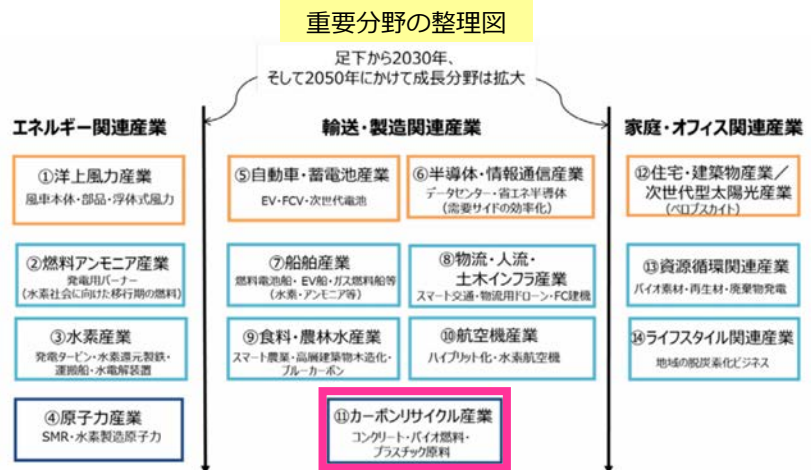 重要分野の整理図
足下から2030年、
そして2050年にかけて成長分野は拡大
エネルギー関連産業
輸送・製造関連産業
家庭・オフィス関連産業
①洋上風力産業
風車本体・部品・浮体式風力
⑤自動車・蓄電池産業
EV・FCV・次世代電池
⑥半導体・情報通信産業
データセンター・省エネ半導体
(需要サイドの効率化)
⑫住宅・建築物産業/
次世代型太陽光産業
(ペロブスカイト)
②燃料アンモニア産業
発電用バーナー
(水素社会に向けた移行期の燃料)
⑦船舶産業
燃料電池船・EV船・ガス燃料船等
(水素・アンモニア等)
⑧物流・人流・
土木インフラ産業
スマート交通・物流用ドローン・FC建機
⑬資源循環関連産業
バイオ素材・再生材・廃棄物発電
③水素産業
発電タービン・水素還元製鉄・
運搬船・水電解装置
⑨食料・農林水産業
スマート農業・高層建築物木造化・
ブルーカーボン
⑩航空機産業
ハイブリット化・水素航空機
⑭ライフスタイル関連産業
地域の脱炭素化ビジネス
④原子力産業
SMR・水素製造原子力
⑪カーボンリサイクル産業
コンクリート・バイオ燃料・
プラスチック原料